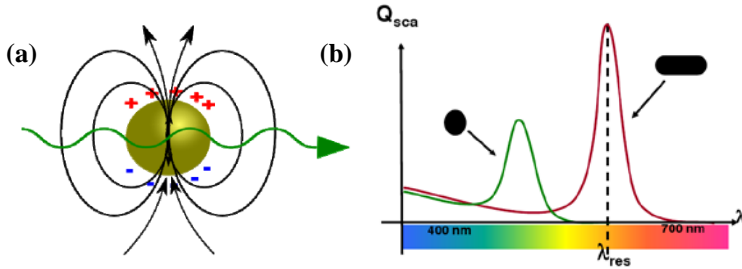 (a)
+ + + + +
- - - -
(b)
Q_sca
λ
400 nm
700 nm
λ_res